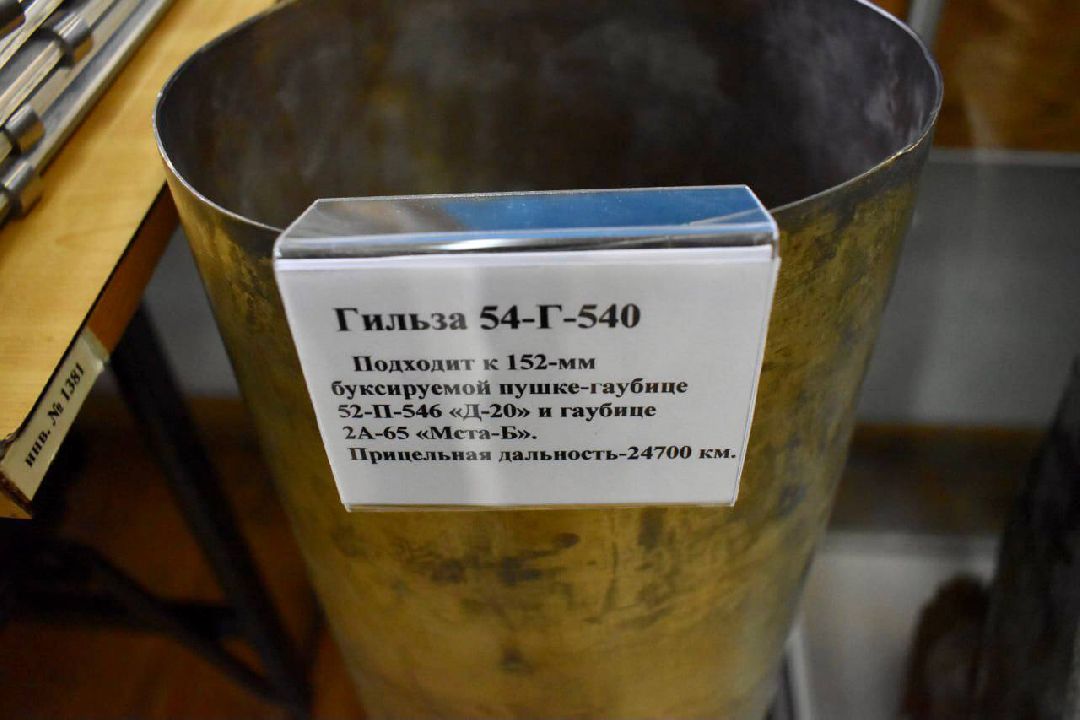 Гильза 54-Г-540
Подходит к 152-мм
буксируемой пушке-гаубице
52-П-546 «Д-20» и гаубице
2А-65 «Мста-Б».
Прицельная дальность-24700 км.
инв. № 1381